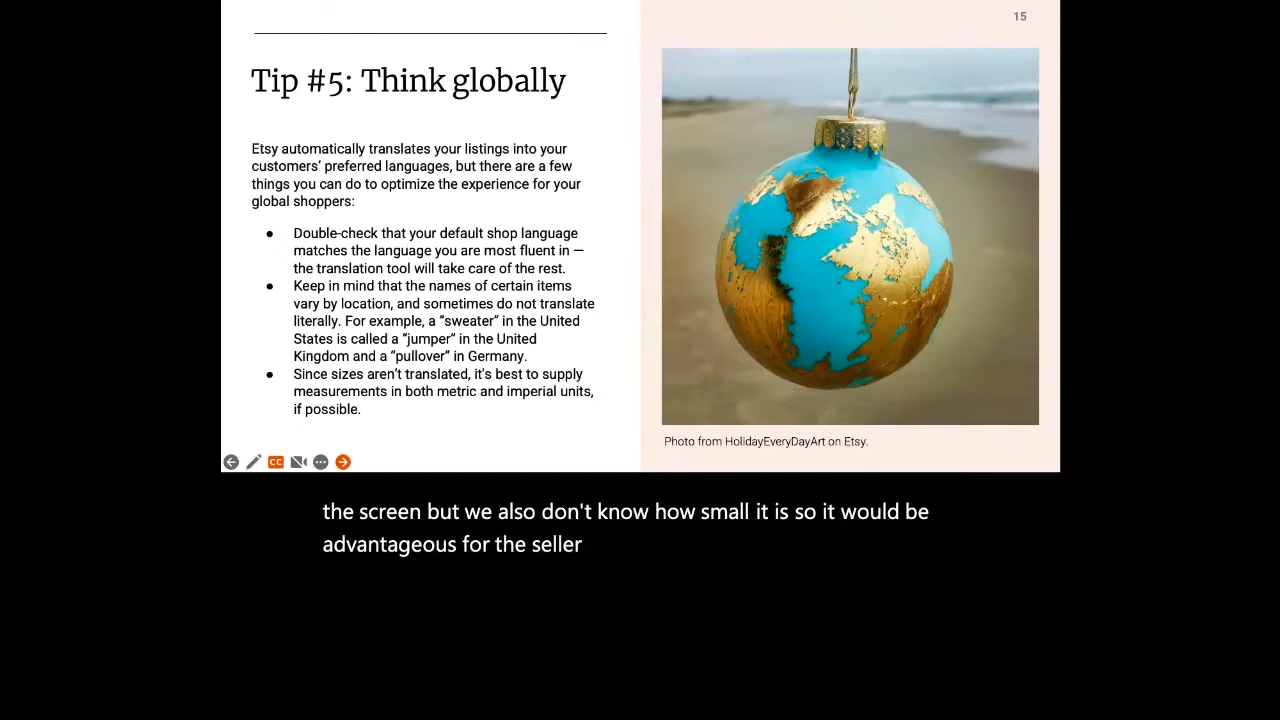 15
Tip #5: Think globally
Etsy automatically translates your listings into your
customers’ preferred languages, but there are a few
things you can do to optimize the experience for your
global shoppers:
● Double-check that your default shop language
matches the language you are most fluent in —
the translation tool will take care of the rest.
● Keep in mind that the names of certain items
vary by location, and sometimes do not translate
literally. For example, a “sweater” in the United
States is called a “jumper” in the United
Kingdom and a “pullover” in Germany.
● Since sizes aren’t translated, it's best to supply
measurements in both metric and imperial units,
if possible.
Photo from HolidayEveryDayArt on Etsy.
CC
the screen but we also don't know how small it is so it would be
advantageous for the seller